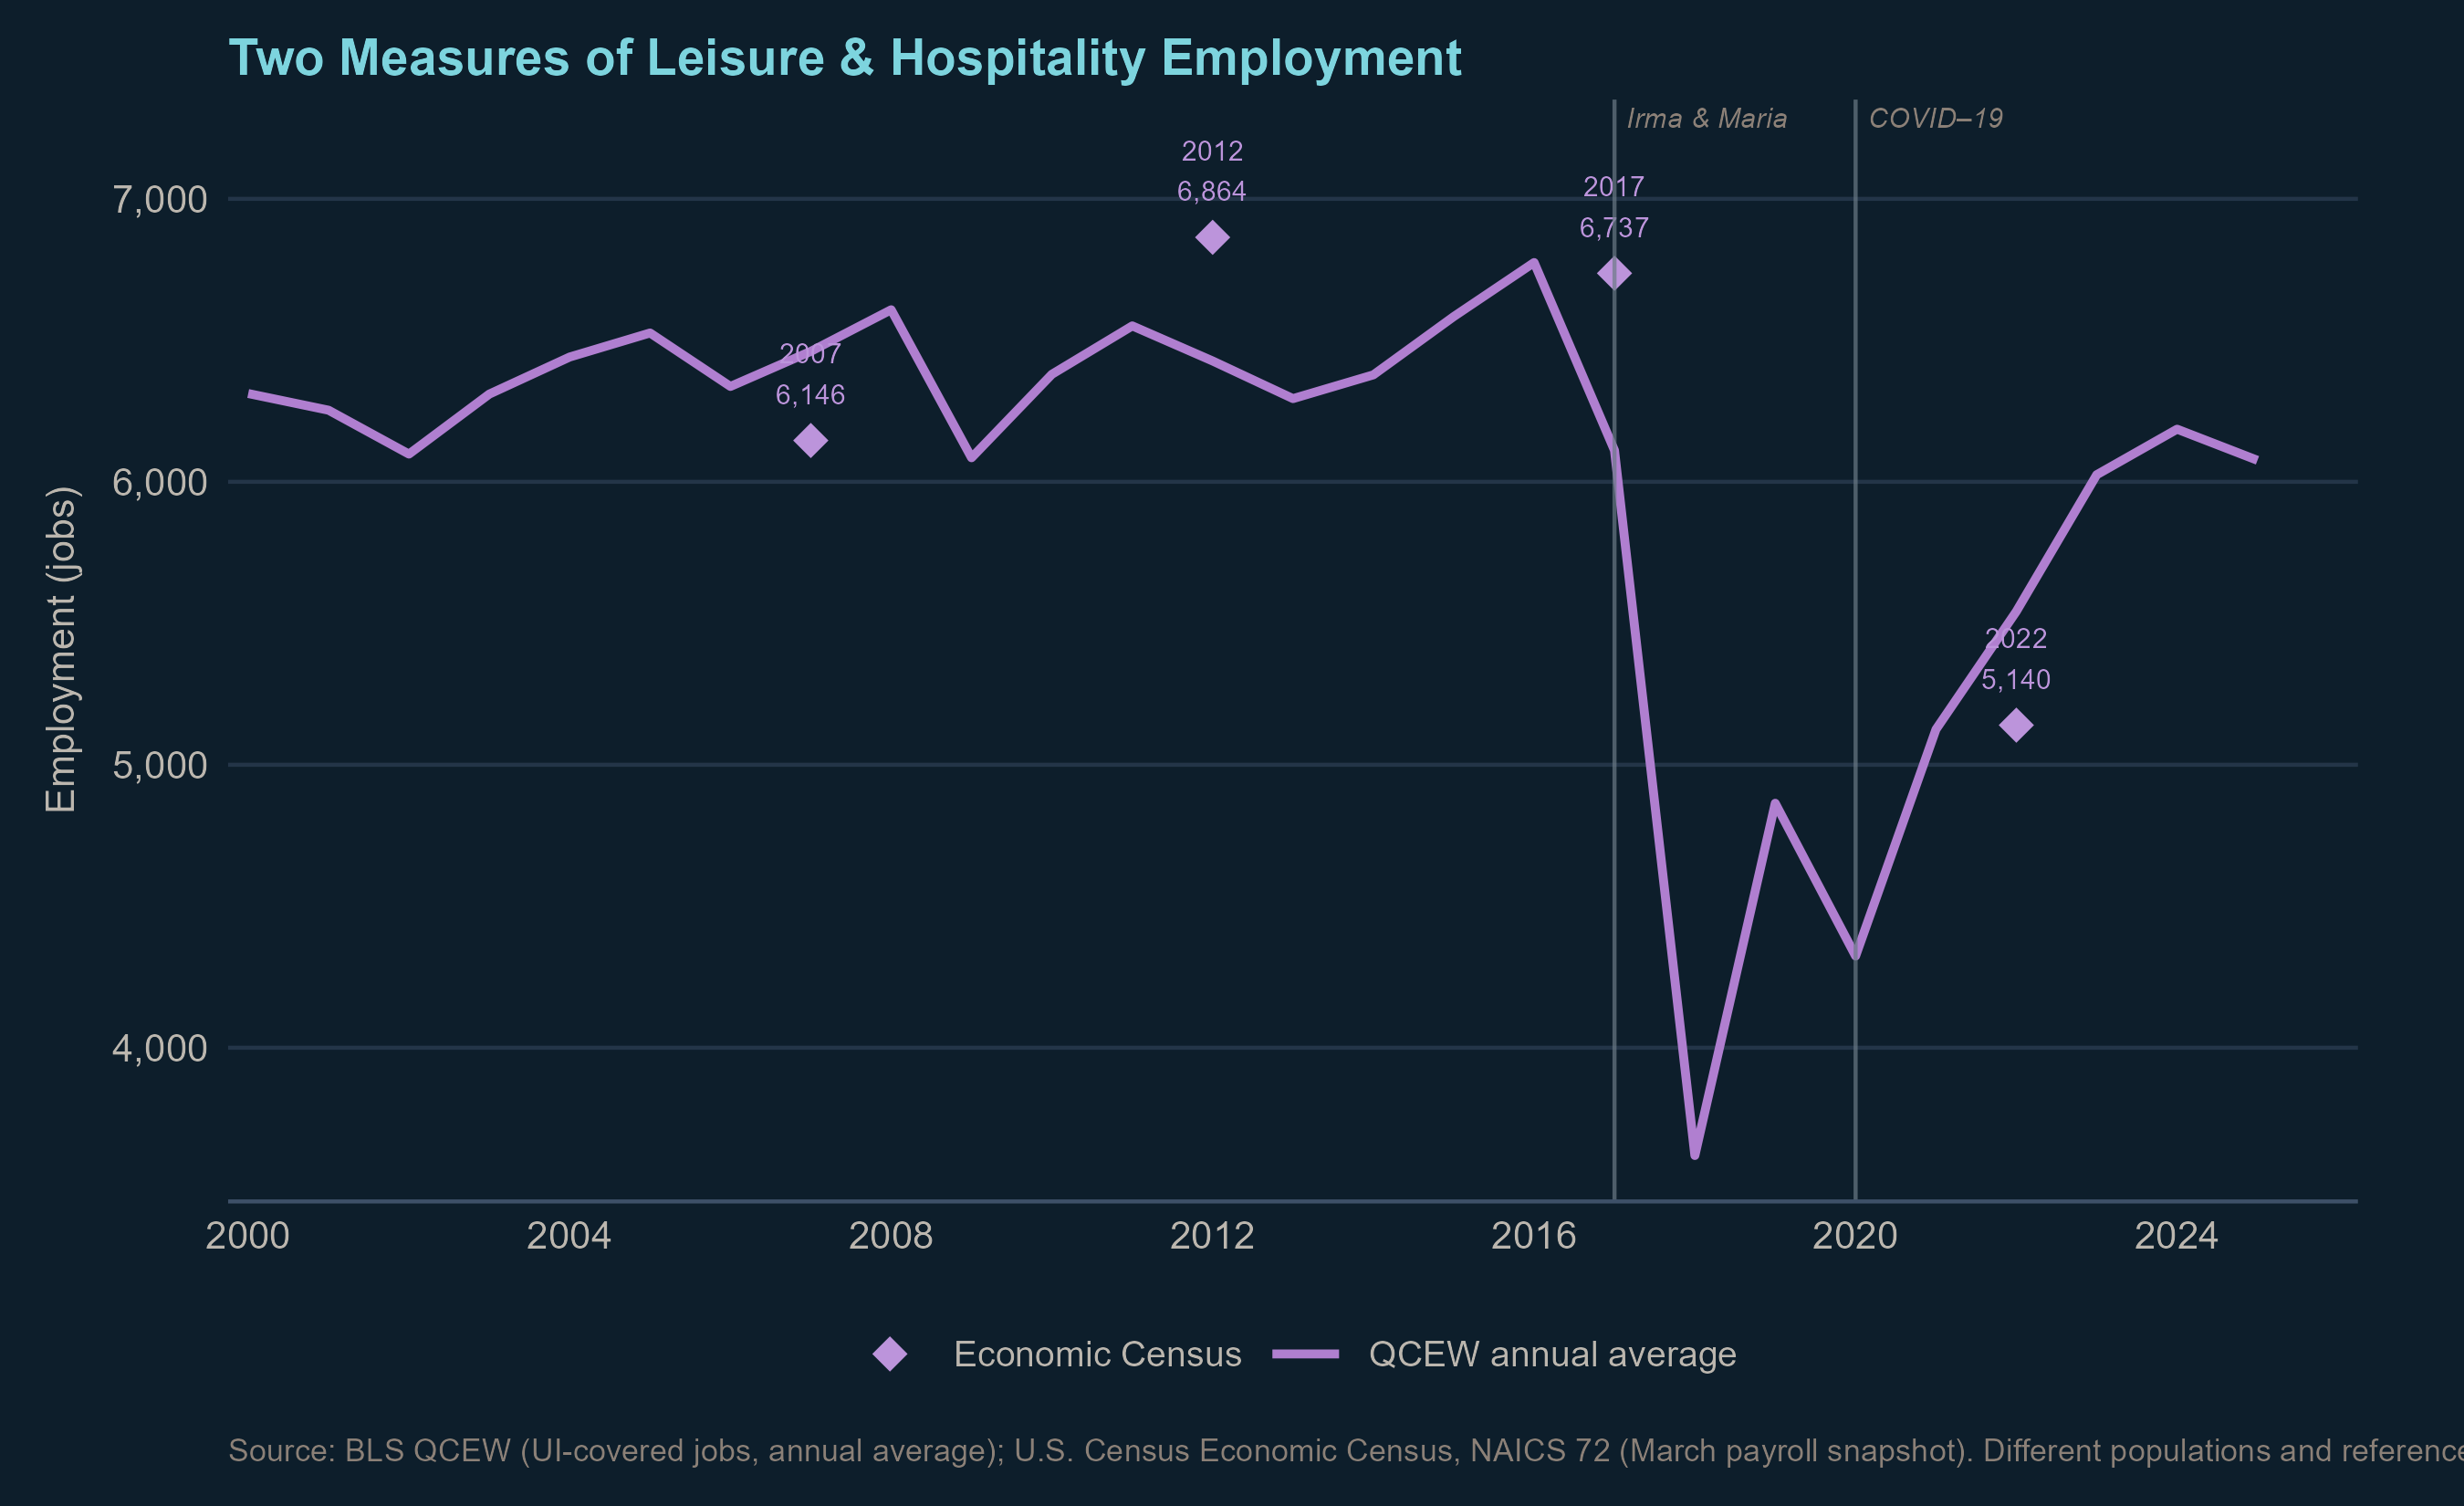 Two Measures of Leisure & Hospitality Employment
Irma & Maria
COVID–19
2012
6,864
2017
6,737
2007
6,146
2022
5,140
7,000
6,000
5,000
4,000
Employment (jobs)
2000
2004
2008
2012
2016
2020
2024
Economic Census
QCEW annual average
Source: BLS QCEW (UI-covered jobs, annual average); U.S. Census Economic Census, NAICS 72 (March payroll snapshot). Different populations and reference